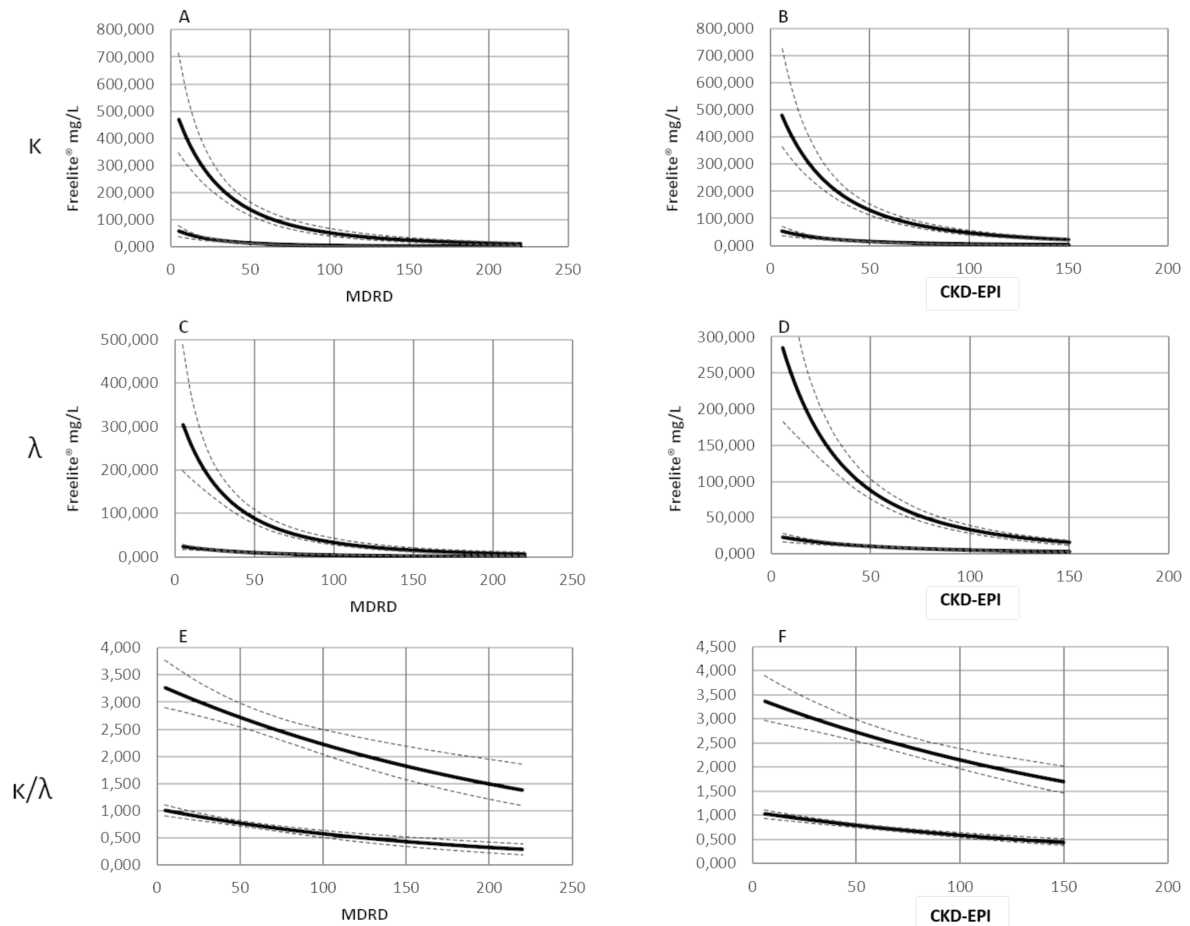 A
800,000
700,000
600,000
500,000
400,000
300,000
200,000
100,000
0,000
Freelite® mg/L
0 50 100 150 200 250
MDRD
B
800,000
700,000
600,000
500,000
400,000
300,000
200,000
100,000
0,000
Freelite® mg/L
0 50 100 150 200
CKD-EPI
κ
C
500,000
400,000
300,000
200,000
100,000
0,000
Freelite® mg/L
0 50 100 150 200 250
MDRD
D
300,000
250,000
200,000
150,000
100,000
50,000
0,000
Freelite® mg/L
0 50 100 150 200
CKD-EPI
λ
E
4,000
3,500
3,000
2,500
2,000
1,500
1,000
0,500
0,000
0 50 100 150 200 250
MDRD
F
4,500
4,000
3,500
3,000
2,500
2,000
1,500
1,000
0,500
0,000
0 50 100 150 200
CKD-EPI
κ/λ